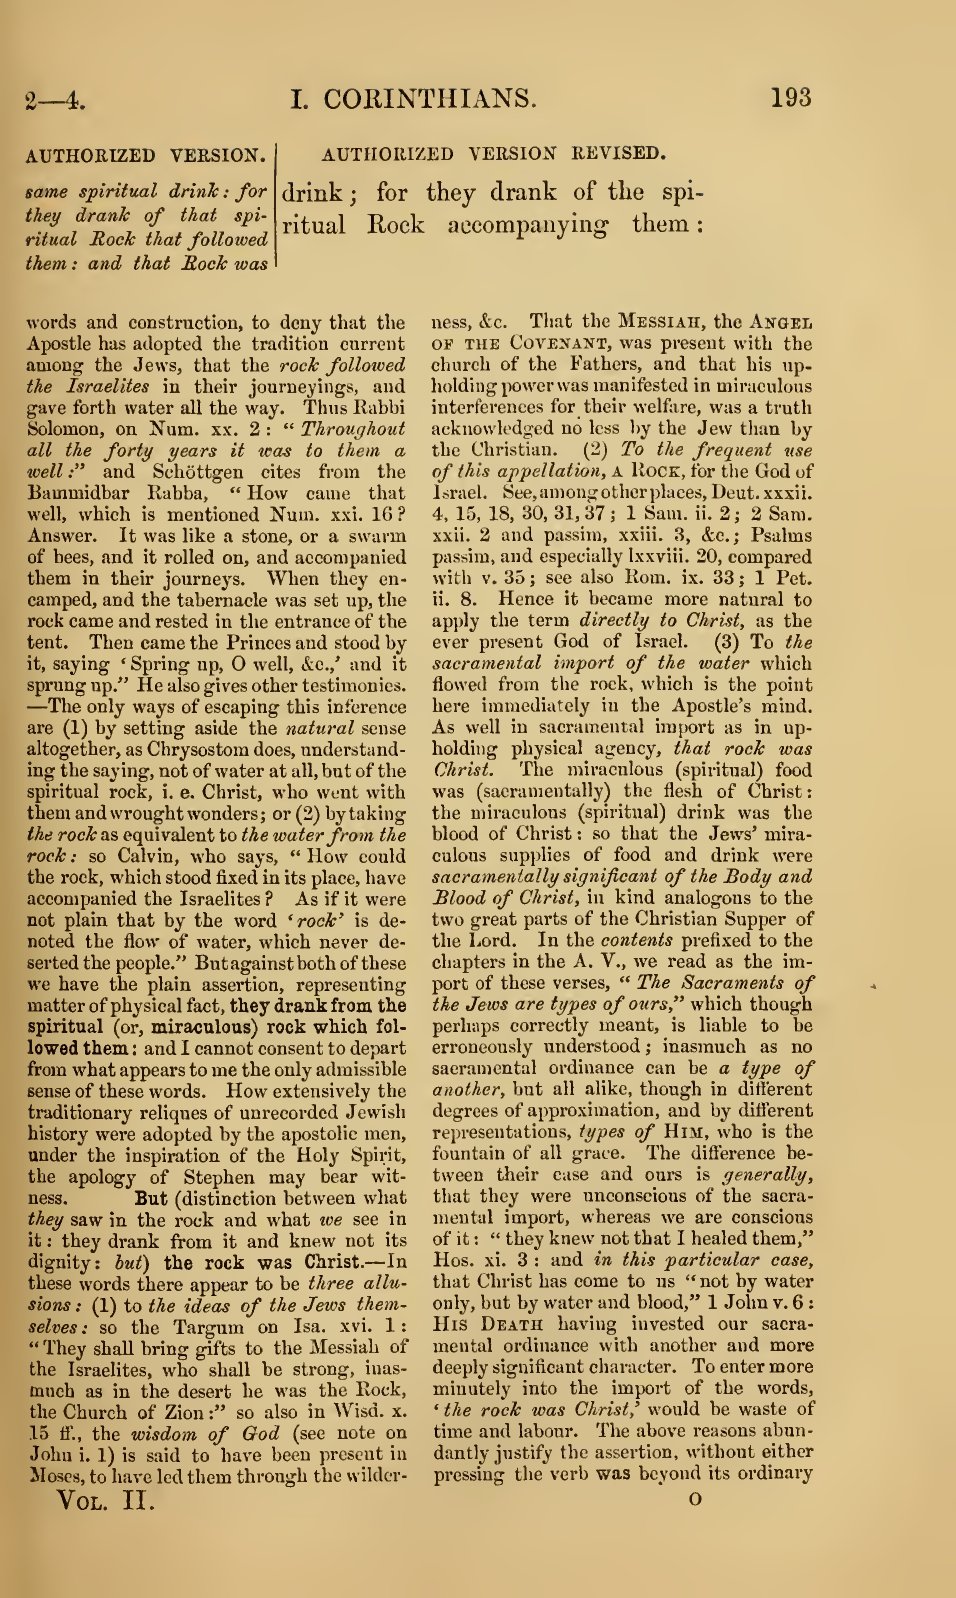 2—4.
I. CORINTHIANS.
193
AUTHORIZED VERSION.
same spiritual drink: for
they drank of that spi-
ritual Rock that followed
them: and that Rock was
AUTHORIZED VERSION REVISED.
drink; for they drank of the spi-
ritual Rock accompanying them:
words and construction, to deny that the
Apostle has adopted the tradition current
among the Jews, that the rock followed
the Israelites in their journeyings, and
gave forth water all the way. Thus Rabbi
Solomon, on Num. xx. 2: “Throughout
all the forty years it was to them a
well:” and Schöttgen cites from the
Bammidbar Rabba, “How came that
well, which is mentioned Num. xxi. 16?
Answer. It was like a stone, or a swarm
of bees, and it rolled on, and accompanied
them in their journeys. When they en-
camped, and the tabernacle was set up, the
rock came and rested in the entrance of the
tent. Then came the Princes and stood by
it, saying ‘Spring up, O well, &c.,’ and it
sprung up.” He also gives other testimonies.
—The only ways of escaping this inference
are (1) by setting aside the natural sense
altogether, as Chrysostom does, understand-
ing the saying, not of water at all, but of the
spiritual rock, i. e. Christ, who went with
them and wrought wonders; or (2) by taking
the rock as equivalent to the water from the
rock: so Calvin, who says, “How could
the rock, which stood fixed in its place, have
accompanied the Israelites? As if it were
not plain that by the word ‘rock’ is de-
noted the flow of water, which never de-
serted the people.” But against both of these
we have the plain assertion, representing
matter of physical fact, they drank from the
spiritual (or, miraculous) rock which fol-
lowed them: and I cannot consent to depart
from what appears to me the only admissible
sense of these words. How extensively the
traditionary reliques of unrecorded Jewish
history were adopted by the apostolic men,
under the inspiration of the Holy Spirit,
the apology of Stephen may bear wit-
ness. But (distinction between what
they saw in the rock and what we see in
it: they drank from it and knew not its
dignity: but) the rock was Christ.—In
these words there appear to be three allu-
sions: (1) to the ideas of the Jews them-
selves: so the Targum on Isa. xvi. 1:
“They shall bring gifts to the Messiah of
the Israelites, who shall be strong, inas-
much as in the desert he was the Rock,
the Church of Zion:” so also in Wisd. x.
15 ff., the wisdom of God (see note on
John i. 1) is said to have been present in
Moses, to have led them through the wilder-
ness, &c. That the MESSIAH, the ANGEL
OF THE COVENANT, was present with the
church of the Fathers, and that his up-
holding power was manifested in miraculous
interferences for their welfare, was a truth
acknowledged no less by the Jew than by
the Christian. (2) To the frequent use
of this appellation, A ROCK, for the God of
Israel. See, among other places, Deut. xxxii.
4, 15, 18, 30, 31, 37; 1 Sam. ii. 2; 2 Sam.
xxii. 2 and passim, xxiii. 3, &c.; Psalms
passim, and especially lxxviii. 20, compared
with v. 35; see also Rom. ix. 33; 1 Pet.
ii. 8. Hence it became more natural to
apply the term directly to Christ, as the
ever present God of Israel. (3) To the
sacramental import of the water which
flowed from the rock, which is the point
here immediately in the Apostle’s mind.
As well in sacramental import as in up-
holding physical agency, that rock was
Christ. The miraculous (spiritual) food
was (sacramentally) the flesh of Christ:
the miraculous (spiritual) drink was the
blood of Christ: so that the Jews’ mira-
culous supplies of food and drink were
sacramentally significant of the Body and
Blood of Christ, in kind analogous to the
two great parts of the Christian Supper of
the Lord. In the contents prefixed to the
chapters in the A. V., we read as the im-
port of these verses, “The Sacraments of
the Jews are types of ours,” which though
perhaps correctly meant, is liable to be
erroneously understood; inasmuch as no
sacramental ordinance can be a type of
another, but all alike, though in different
degrees of approximation, and by different
representations, types of HIM, who is the
fountain of all grace. The difference be-
tween their case and ours is generally,
that they were unconscious of the sacra-
mental import, whereas we are conscious
of it: “they knew not that I healed them,”
Hos. xi. 3: and in this particular case,
that Christ has come to us “not by water
only, but by water and blood,” 1 John v. 6:
HIS DEATH having invested our sacra-
mental ordinance with another and more
deeply significant character. To enter more
minutely into the import of the words,
‘the rock was Christ,’ would be waste of
time and labour. The above reasons abun-
dantly justify the assertion, without either
pressing the verb was beyond its ordinary
VOL. II.
O